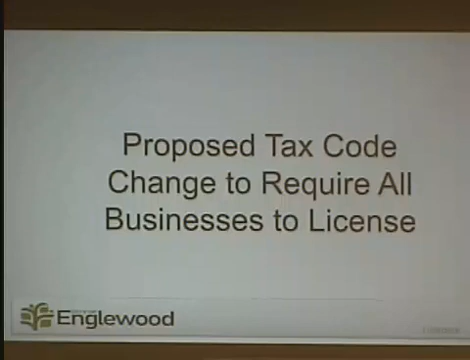 Proposed Tax Code
Change to Require All
Businesses to License
Englewood